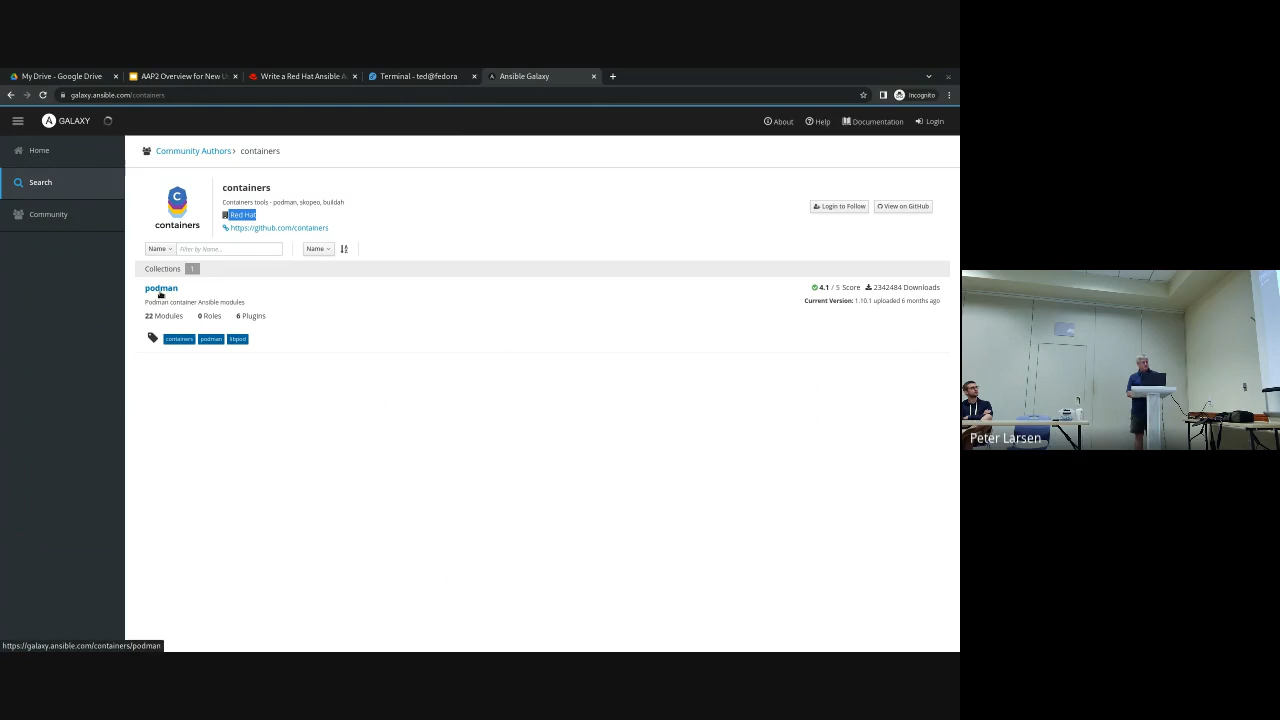 My Drive - Google Drive
AAP2 Overview for New U
Write a Red Hat Ansible A
Terminal - ted@fedora
Ansible Galaxy
galaxy.ansible.com/containers
Incognito
A GALAXY
About
Help
Documentation
Login
Home
Search
Community
Community Authors > containers
C
containers
containers
Containers tools - podman, skopeo, buildah
Red Hat
https://github.com/containers
Login to Follow
View on GitHub
Name
Filter by Name...
Name
Collections 1
podman
4.1 / 5 Score 2342484 Downloads
Podman container Ansible modules
Current Version: 1.10.1 uploaded 6 months ago
22 Modules 0 Roles 6 Plugins
containers podman libpod
Peter Larsen
https://galaxy.ansible.com/containers/podman